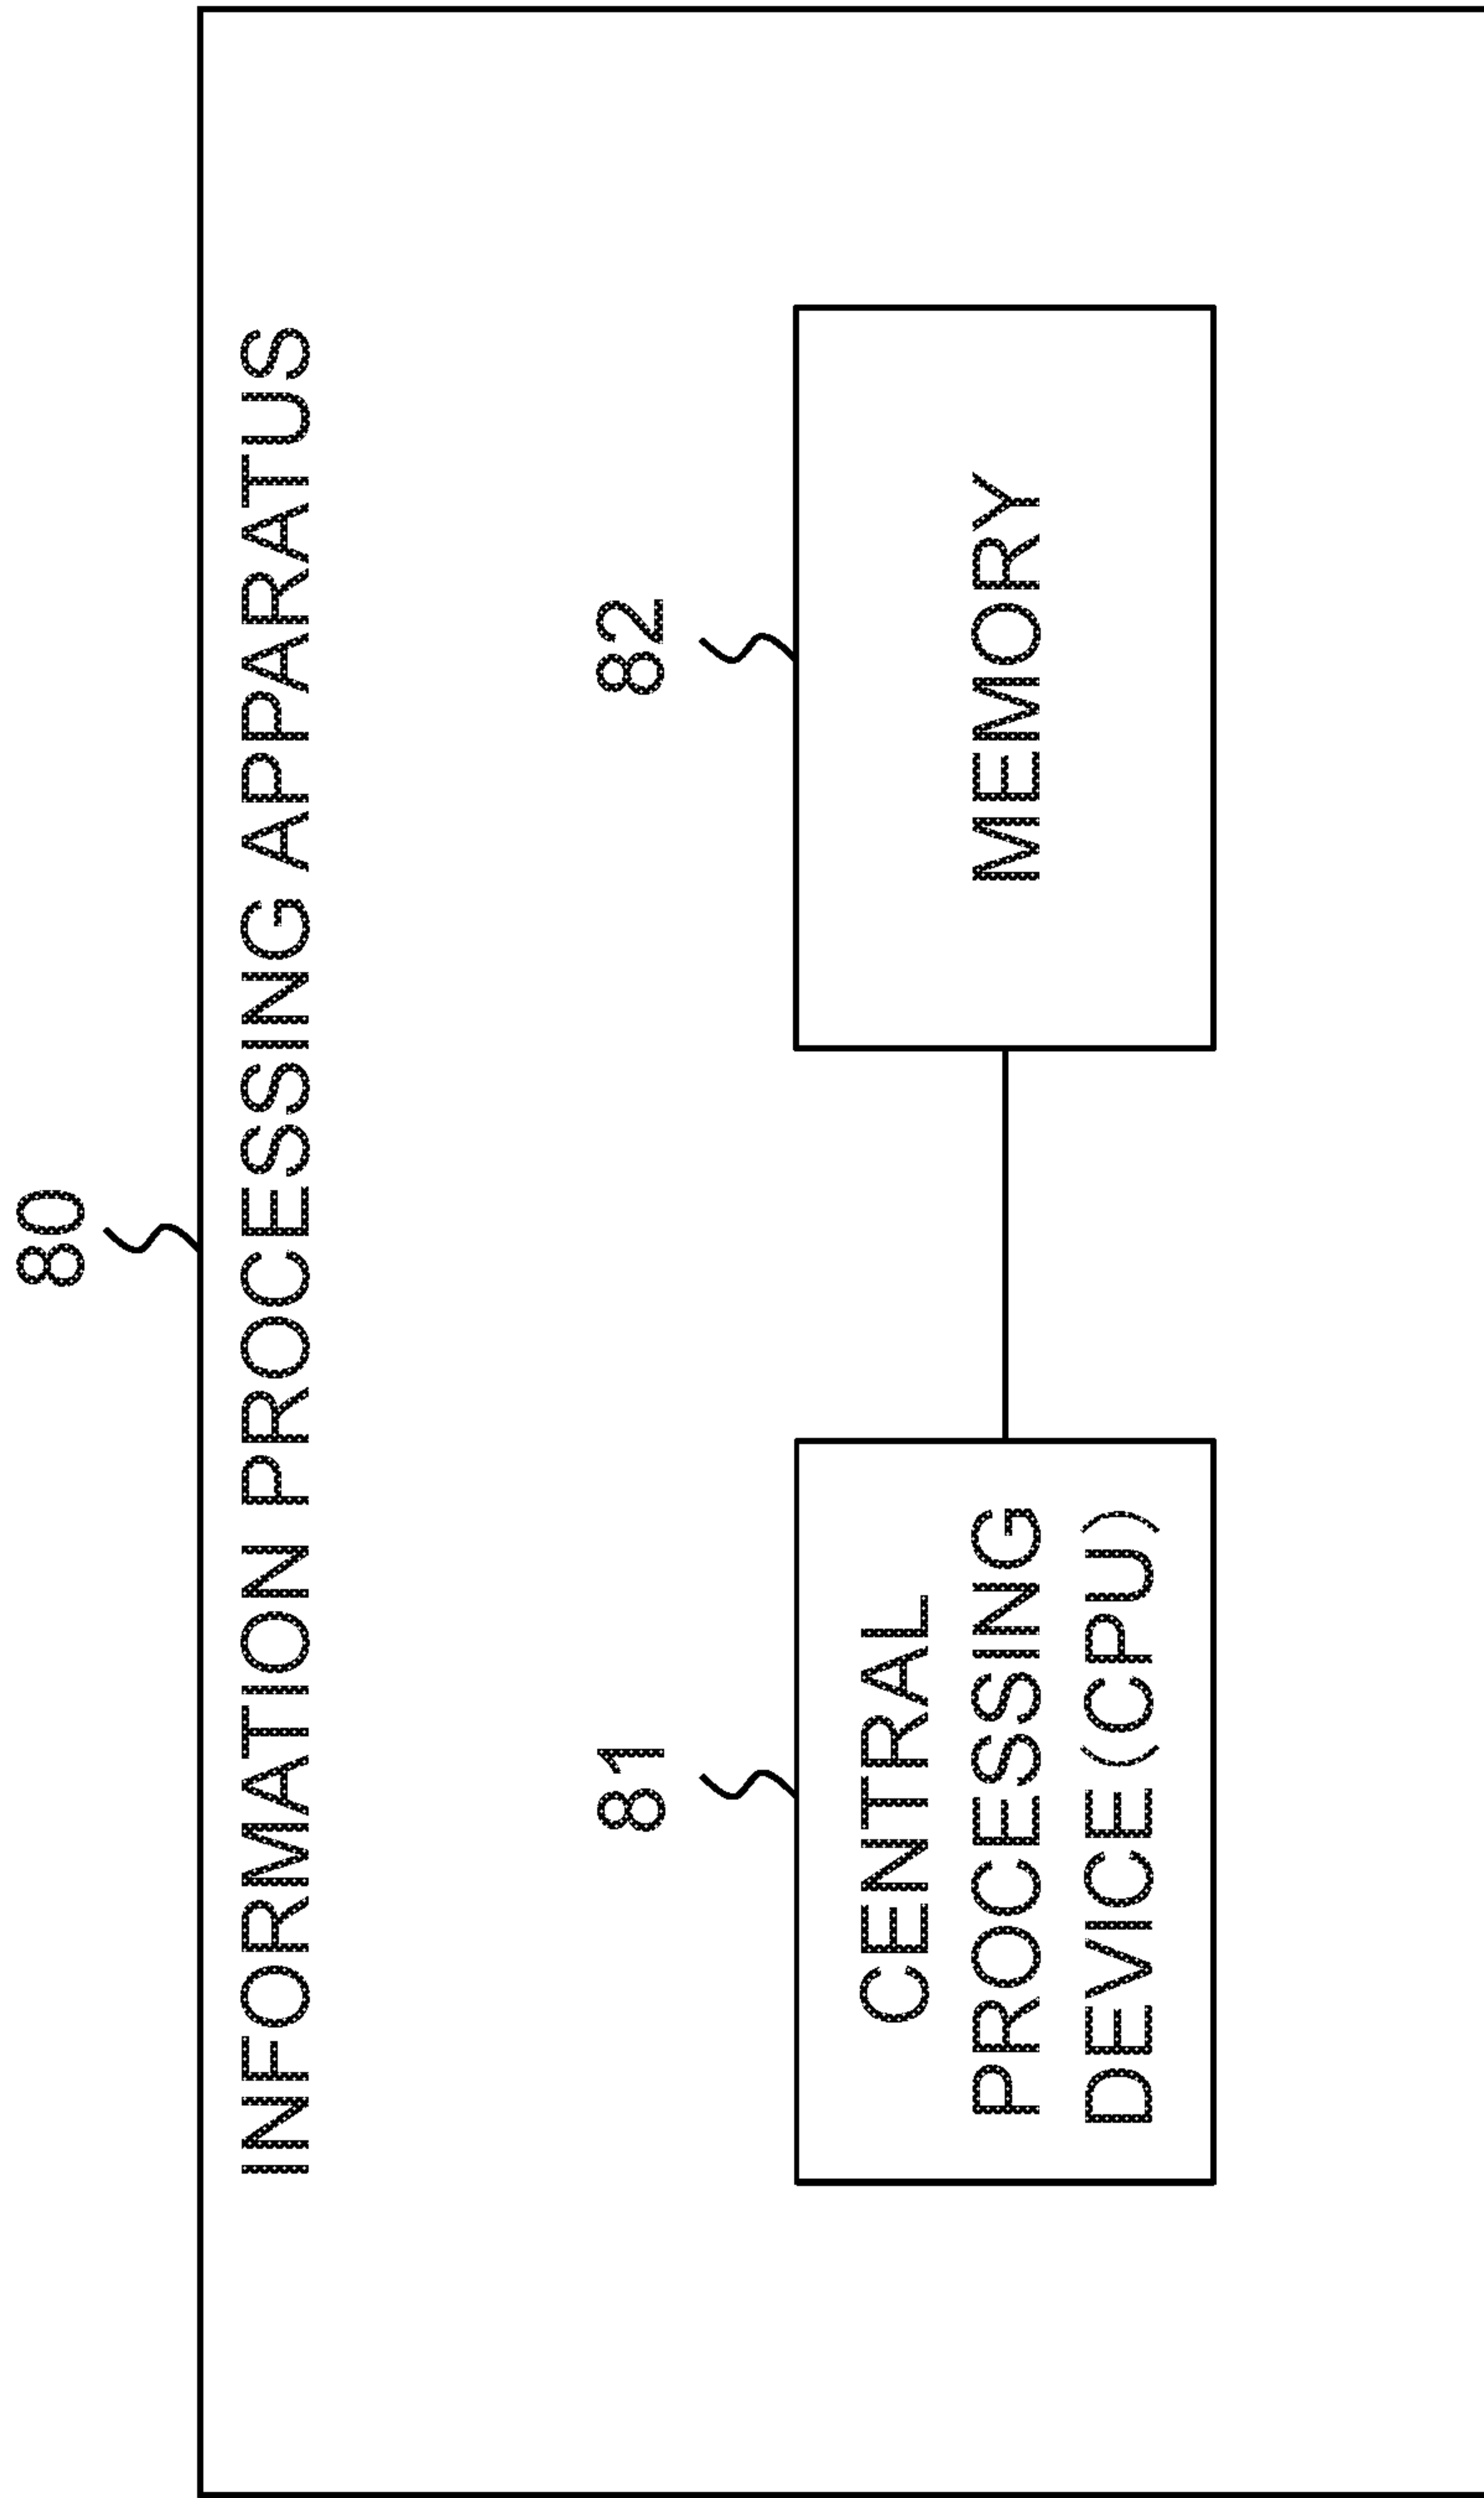 80
INFORMATION PROCESSING APPARATUS
81
82
CENTRAL
PROCESSING
DEVICE(CPU)
MEMORY